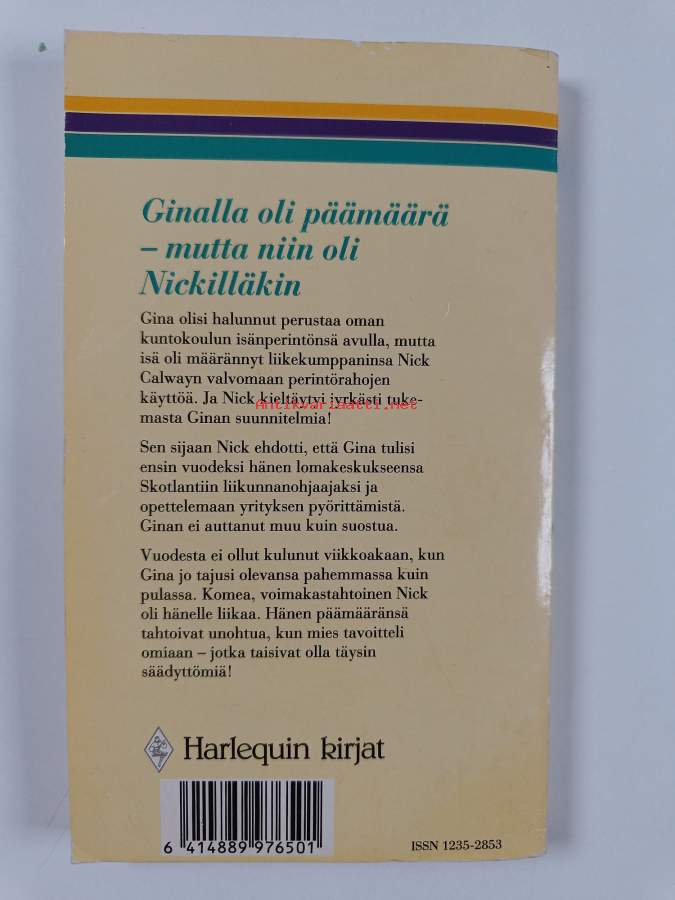 Ginalla oli päämäärä
– mutta niin oli
Nickilläkin
Gina olisi halunnut perustaa oman
kuntokoulun isänperintönsä avulla, mutta
isä oli määrännyt liikekumppaninsa Nick
Calwayn valvomaan perintörahojen
käyttöä. Ja Nick kieltäytyi jyrkästi tuke-
Antikvariaatti.net
masta Ginan suunnitelmia!
Sen sijaan Nick ehdotti, että Gina tulisi
ensin vuodeksi hänen lomakeskukseensa
Skotlantiin liikunnanohjaajaksi ja
opettelemaan yrityksen pyörittämistä.
Ginan ei auttanut muu kuin suostua.
Vuodesta ei ollut kulunut viikkoakaan, kun
Gina jo tajusi olevansa pahemmassa kuin
pulassa. Komea, voimakastahtoinen Nick
oli hänelle liikaa. Hänen päämääränsä
tahtoivat unohtua, kun mies tavoitteli
omiaan – jotka taisivat olla täysin
säädyttömiä!
Harlequin kirjat
6 414889 976501
ISSN 1235-2853